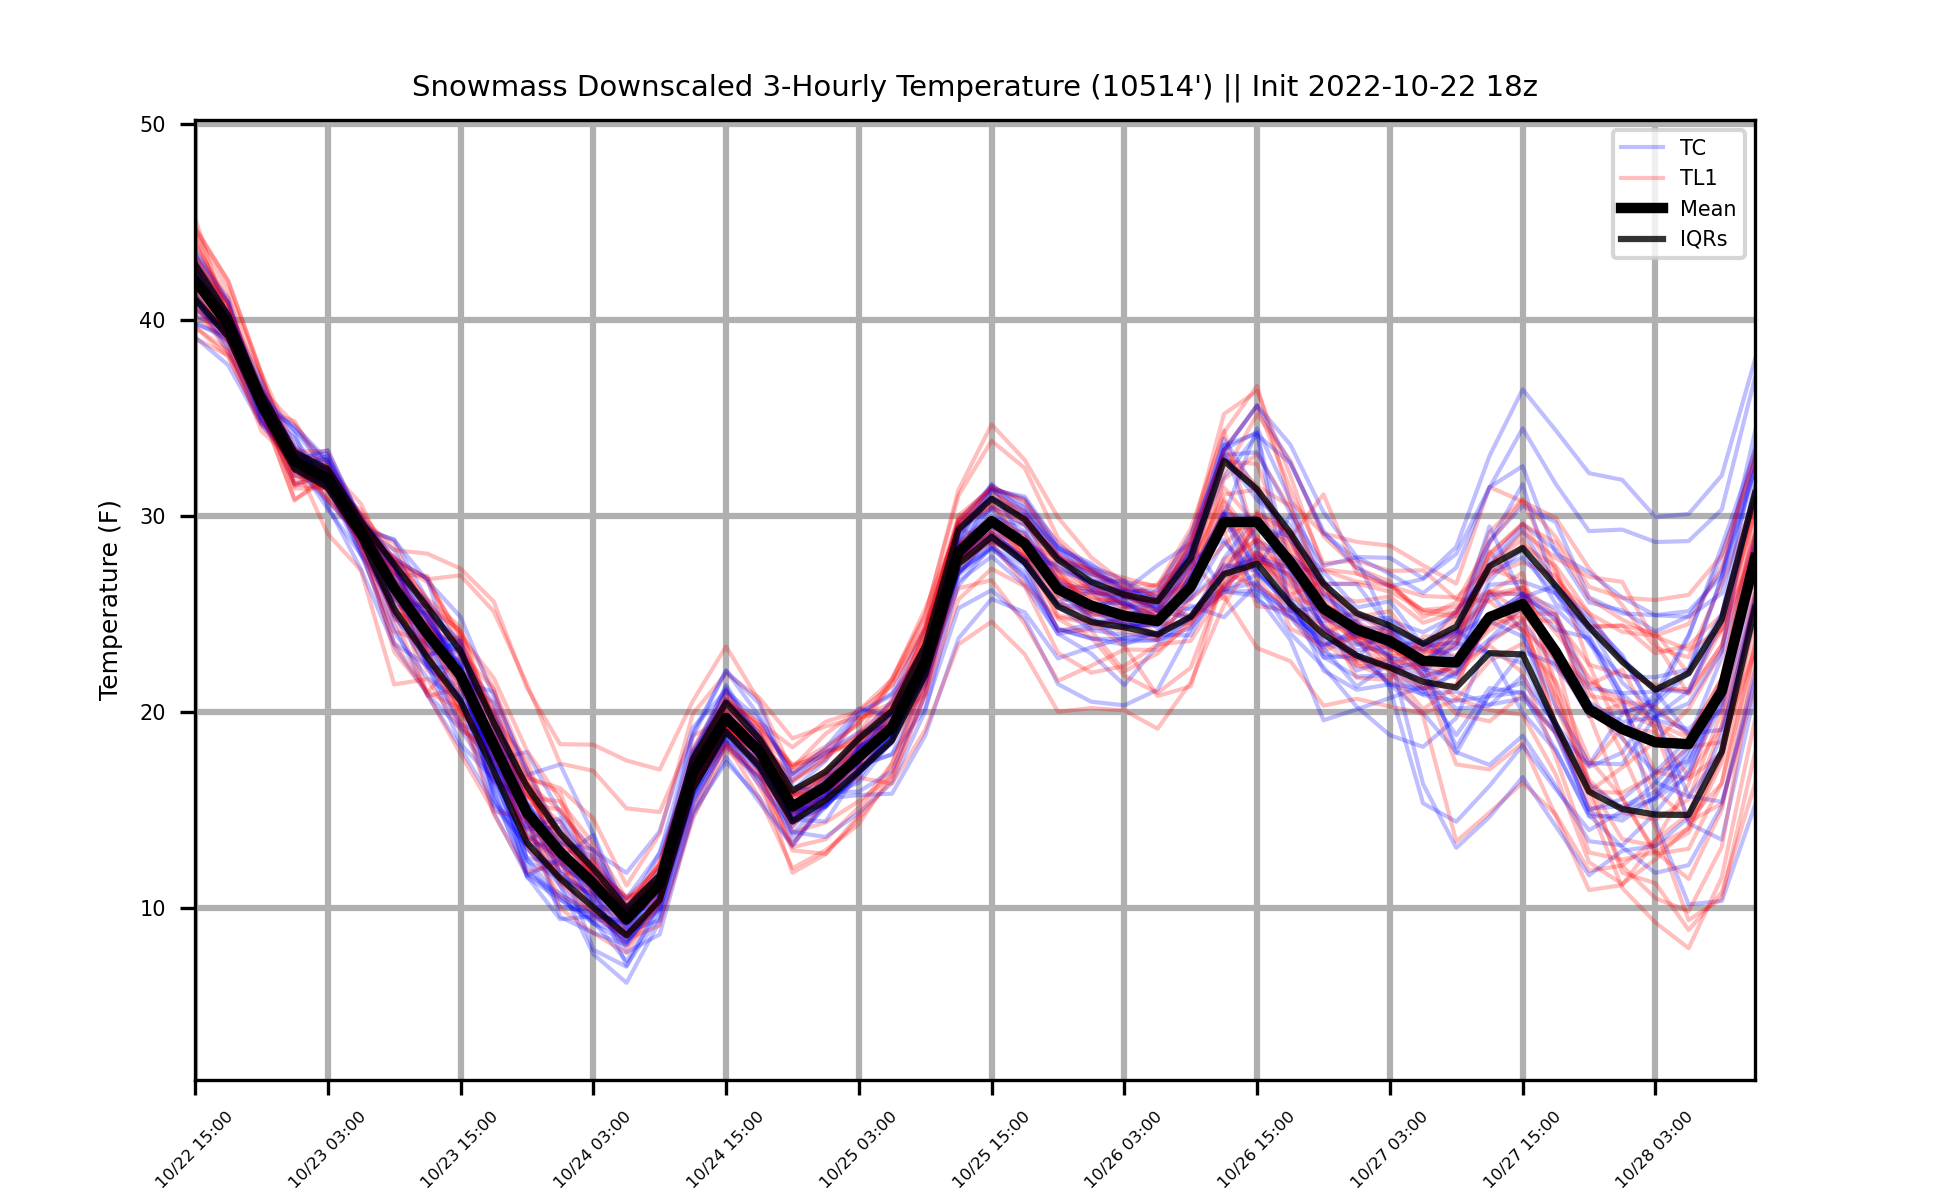 Snowmass Downscaled 3-Hourly Temperature (10514') || Init 2022-10-22 18z
TC
TL1
Mean
IQRs
Temperature (F)
50
40
30
20
10
10/22 15:00
10/23 03:00
10/23 15:00
10/24 03:00
10/24 15:00
10/25 03:00
10/25 15:00
10/26 03:00
10/26 15:00
10/27 03:00
10/27 15:00
10/28 03:00